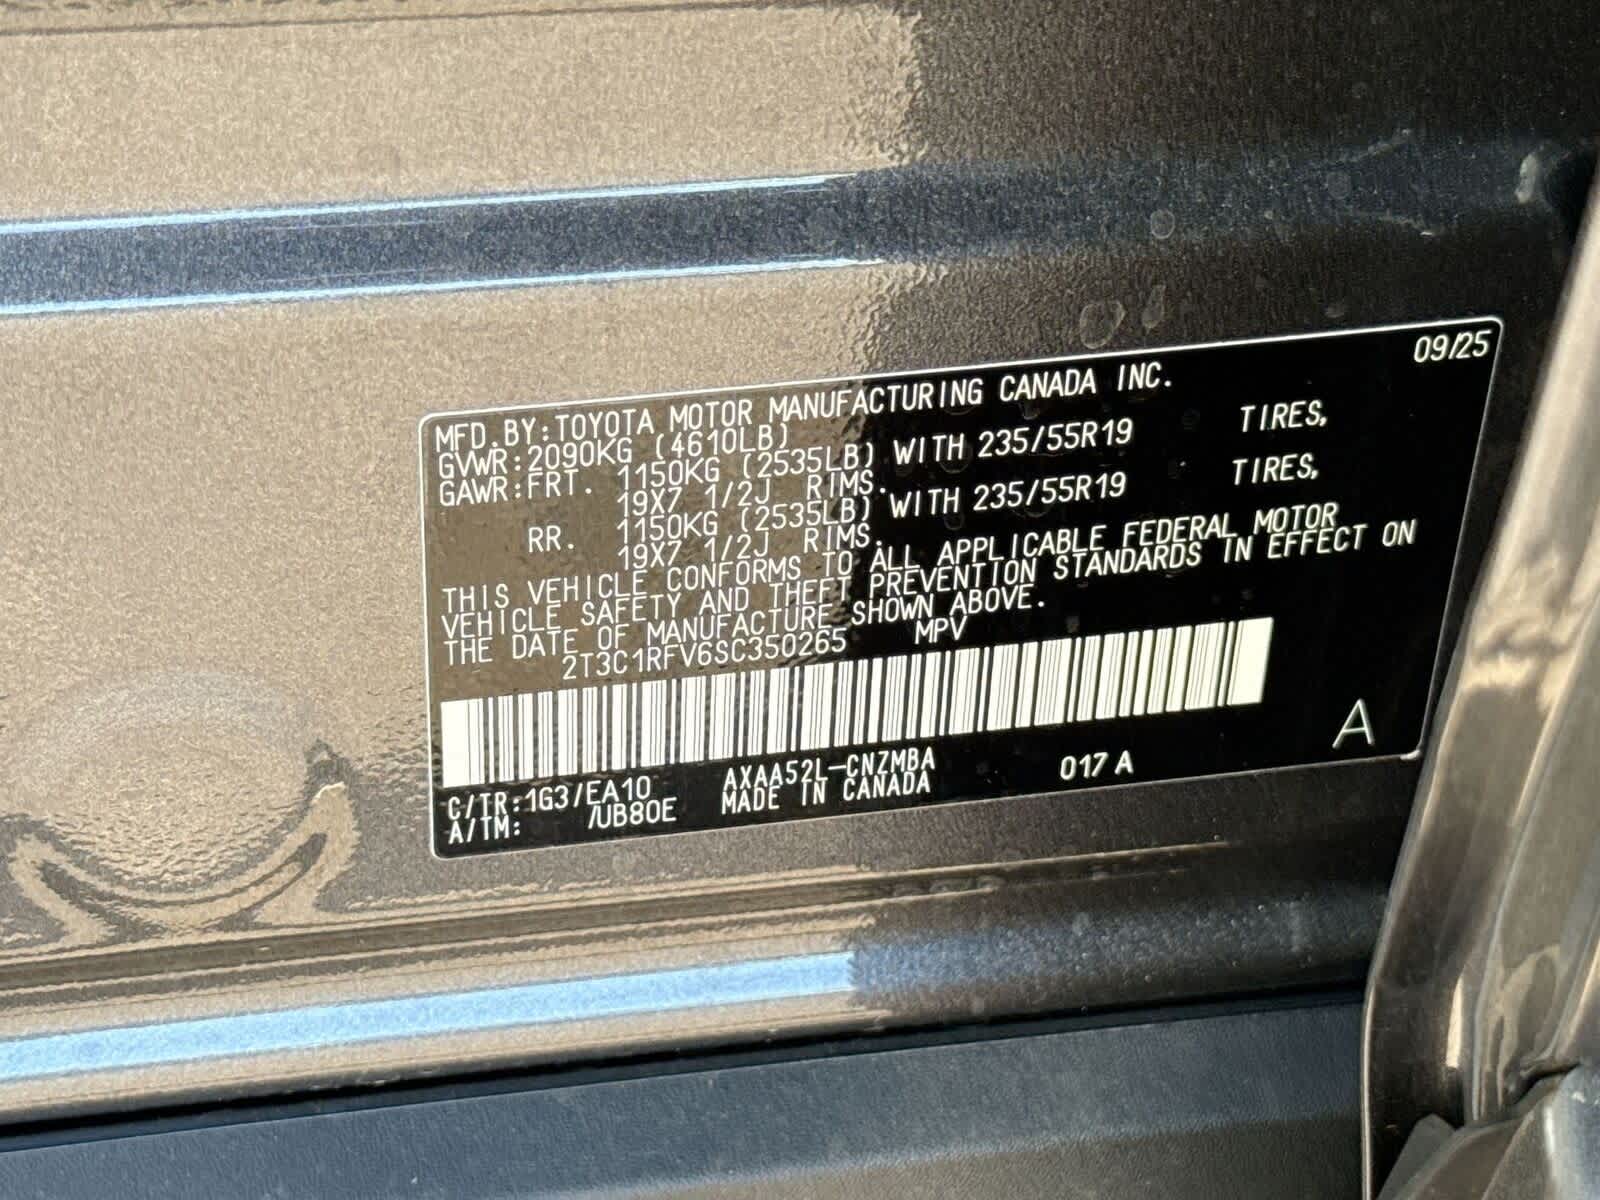 09/25
MFD.BY:TOYOTA MOTOR MANUFACTURING CANADA INC.
GVWR:2090KG (4610LB)
GAWR:FRT. 1150KG (2535LB) WITH 235/55R19 TIRES,
19X7 1/2J RIMS.
RR. 1150KG (2535LB) WITH 235/55R19 TIRES,
19X7 1/2J RIMS.
THIS VEHICLE CONFORMS TO ALL APPLICABLE FEDERAL MOTOR
VEHICLE SAFETY AND THEFT PREVENTION STANDARDS IN EFFECT ON
THE DATE OF MANUFACTURE SHOWN ABOVE.
2T3C1RFV6SC350265 MPV
A
C/TR:1G3/EA10 AXAA52L-CNZMBA 017 A
A/TM: /UB80E MADE IN CANADA